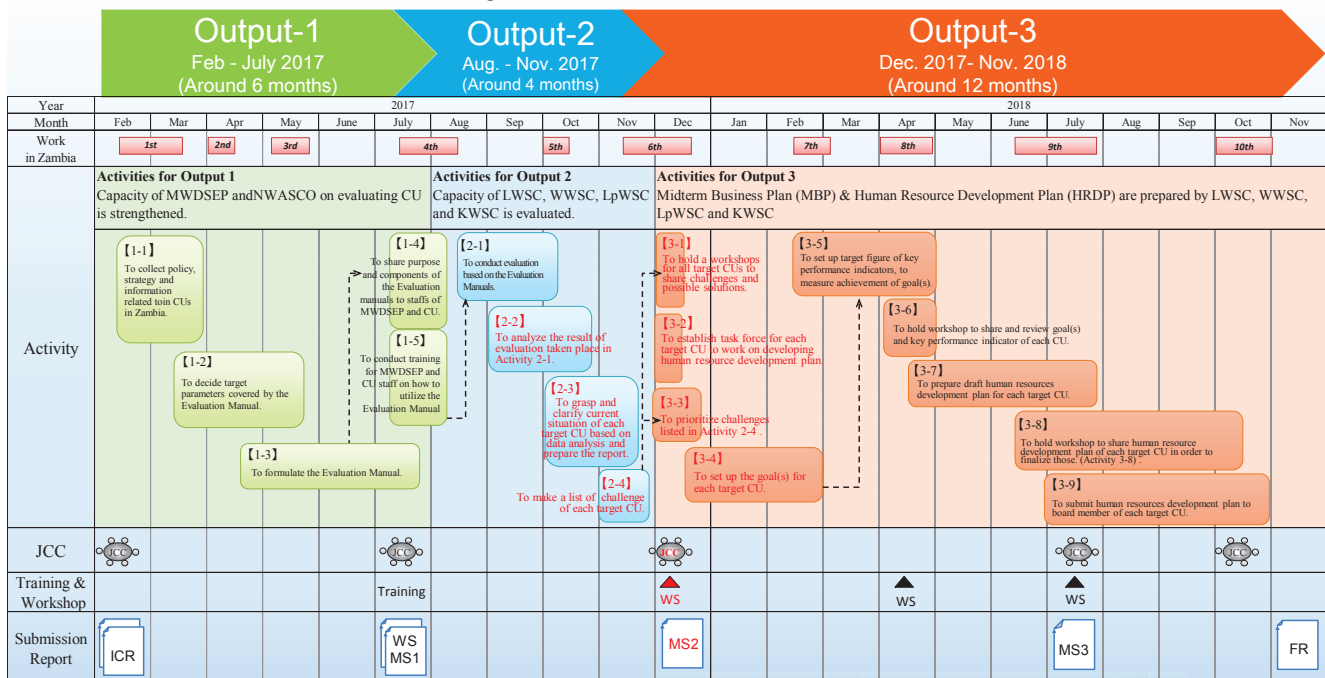 Output-1
Feb - July 2017
(Around 6 months)
Output-2
Aug. - Nov. 2017
(Around 4 months)
Output-3
Dec. 2017- Nov. 2018
(Around 12 months)
Year
2017
2018
Month
Feb
Mar
Apr
May
June
July
Aug
Sep
Oct
Nov
Dec
Jan
Feb
Mar
Apr
May
June
July
Aug
Sep
Oct
Nov
Work
in Zambia
1st
2nd
3rd
4th
5th
6th
7th
8th
9th
10th
Activity
Activities for Output 1
Capacity of MWDSEP andNWASCO on evaluating CU
is strengthened.
Activities for Output 2
Capacity of LWSC, WWSC, LpWSC
and KWSC is evaluated.
Activities for Output 3
Midterm Business Plan (MBP) & Human Resource Development Plan (HRDP) are prepared by LWSC, WWSC,
LpWSC and KWSC
【1-1】
To collect policy,
strategy and
information
related toin CUs
in Zambia.
【1-2】
To decide target
parameters covered by the
Evaluation Manual.
【1-3】
To formulate the Evaluation Manual.
【1-4】
To share purpose
and components of
the Evaluation
manuals to staffs of
MWDSEP and CU.
【1-5】
To conduct training
for MWDSEP and
CU staff on how to
utilize the
Evaluation Manual
【2-1】
To conduct evaluation
based on the Evaluation
Manuals.
【2-2】
To analyze the result of
evaluation taken place in
Activity 2-1.
【2-3】
To grasp and
clarify current
situation of each
target CU based on
data analysis and
prepare the report.
【2-4】
To make a list of challenge
of each target CU.
【3-1】
To hold a workshops
for all target CUs to
share challenges and
possible solutions.
【3-2】
To establish task force for each
target CU to work on developing
human resource development plan.
【3-3】
To prioritize challenges
listed in Activity 2-4 .
【3-4】
To set up the goal(s) for
each target CU.
【3-5】
To set up target figure of key
performance indicators, to
measure achievement of goal(s).
【3-6】
To hold workshop to share and review goal(s)
and key performance indicator of each CU.
【3-7】
To prepare draft human resources
development plan for each target CU.
【3-8】
To hold workshop to share human resource
development plan of each target CU in order to
finalize those. (Activity 3-8) .
【3-9】
To submit human resources development plan to
board member of each target CU.
JCC
JCC
JCC
JCC
JCC
JCC
Training &
Workshop
Training
WS
WS
WS
Submission
Report
ICR
WS
MS1
MS2
MS3
FR